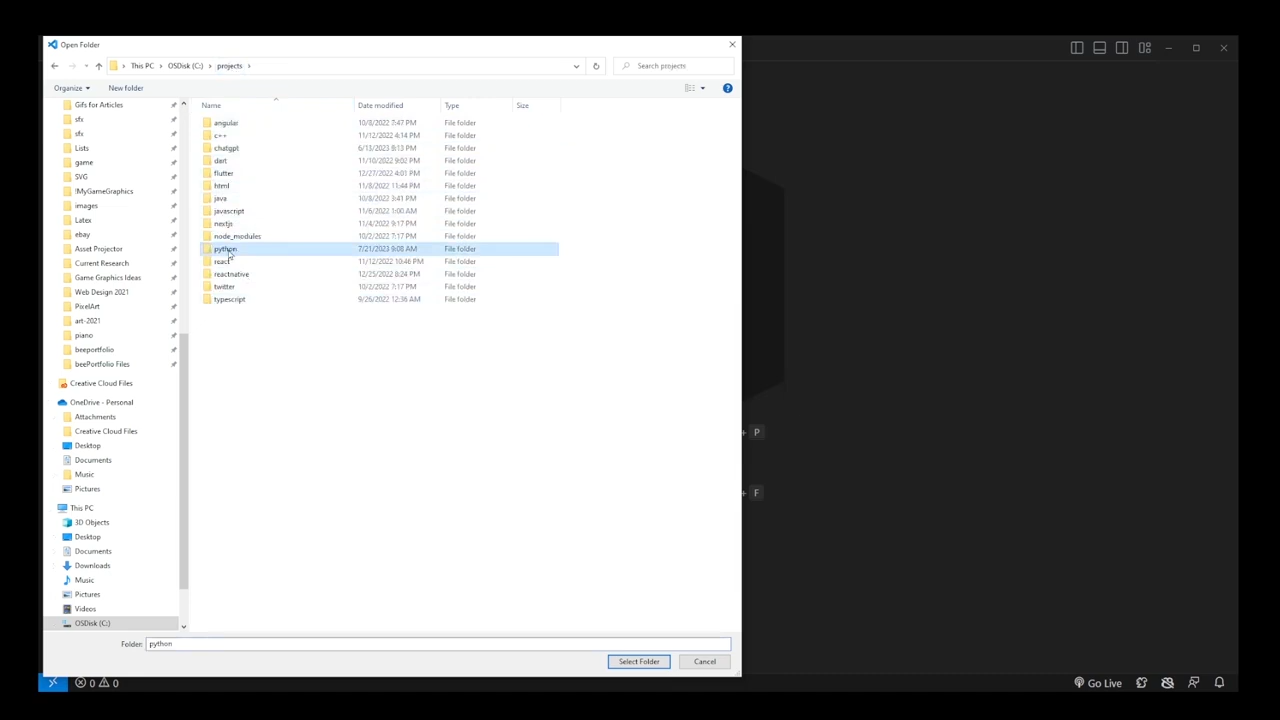 Open Folder
This PC > OSDisk (C:) > projects >
Search projects
Organize
New folder
Name
Date modified
Type
Size
Gifs for Articles
sfx
sfx
Lists
game
SVG
!MyGameGraphics
images
Latex
ebay
Asset Projector
Current Research
Game Graphics Ideas
Web Design 2021
PixelArt
art-2021
piano
beeportfolio
beePortfolio Files
Creative Cloud Files
OneDrive - Personal
Attachments
Creative Cloud Files
Desktop
Documents
Music
Pictures
This PC
3D Objects
Desktop
Documents
Downloads
Music
Pictures
Videos
OSDisk (C:)
angular 10/8/2022 7:47 PM File folder
c++ 11/12/2022 4:14 PM File folder
chatgpt 6/13/2023 8:13 PM File folder
dart 11/10/2022 9:02 PM File folder
flutter 12/27/2022 4:01 PM File folder
html 11/8/2022 11:44 PM File folder
java 10/8/2022 3:41 PM File folder
javascript 11/6/2022 1:00 AM File folder
nextjs 11/4/2022 9:17 PM File folder
node_modules 10/2/2022 7:17 PM File folder
python 7/21/2023 9:08 AM File folder
react 11/12/2022 10:46 PM File folder
reactnative 12/25/2022 8:24 PM File folder
twitter 10/2/2022 7:17 PM File folder
typescript 9/26/2022 12:36 AM File folder
Folder: python
Select Folder
Cancel
+ P
+ F
0 0
Go Live